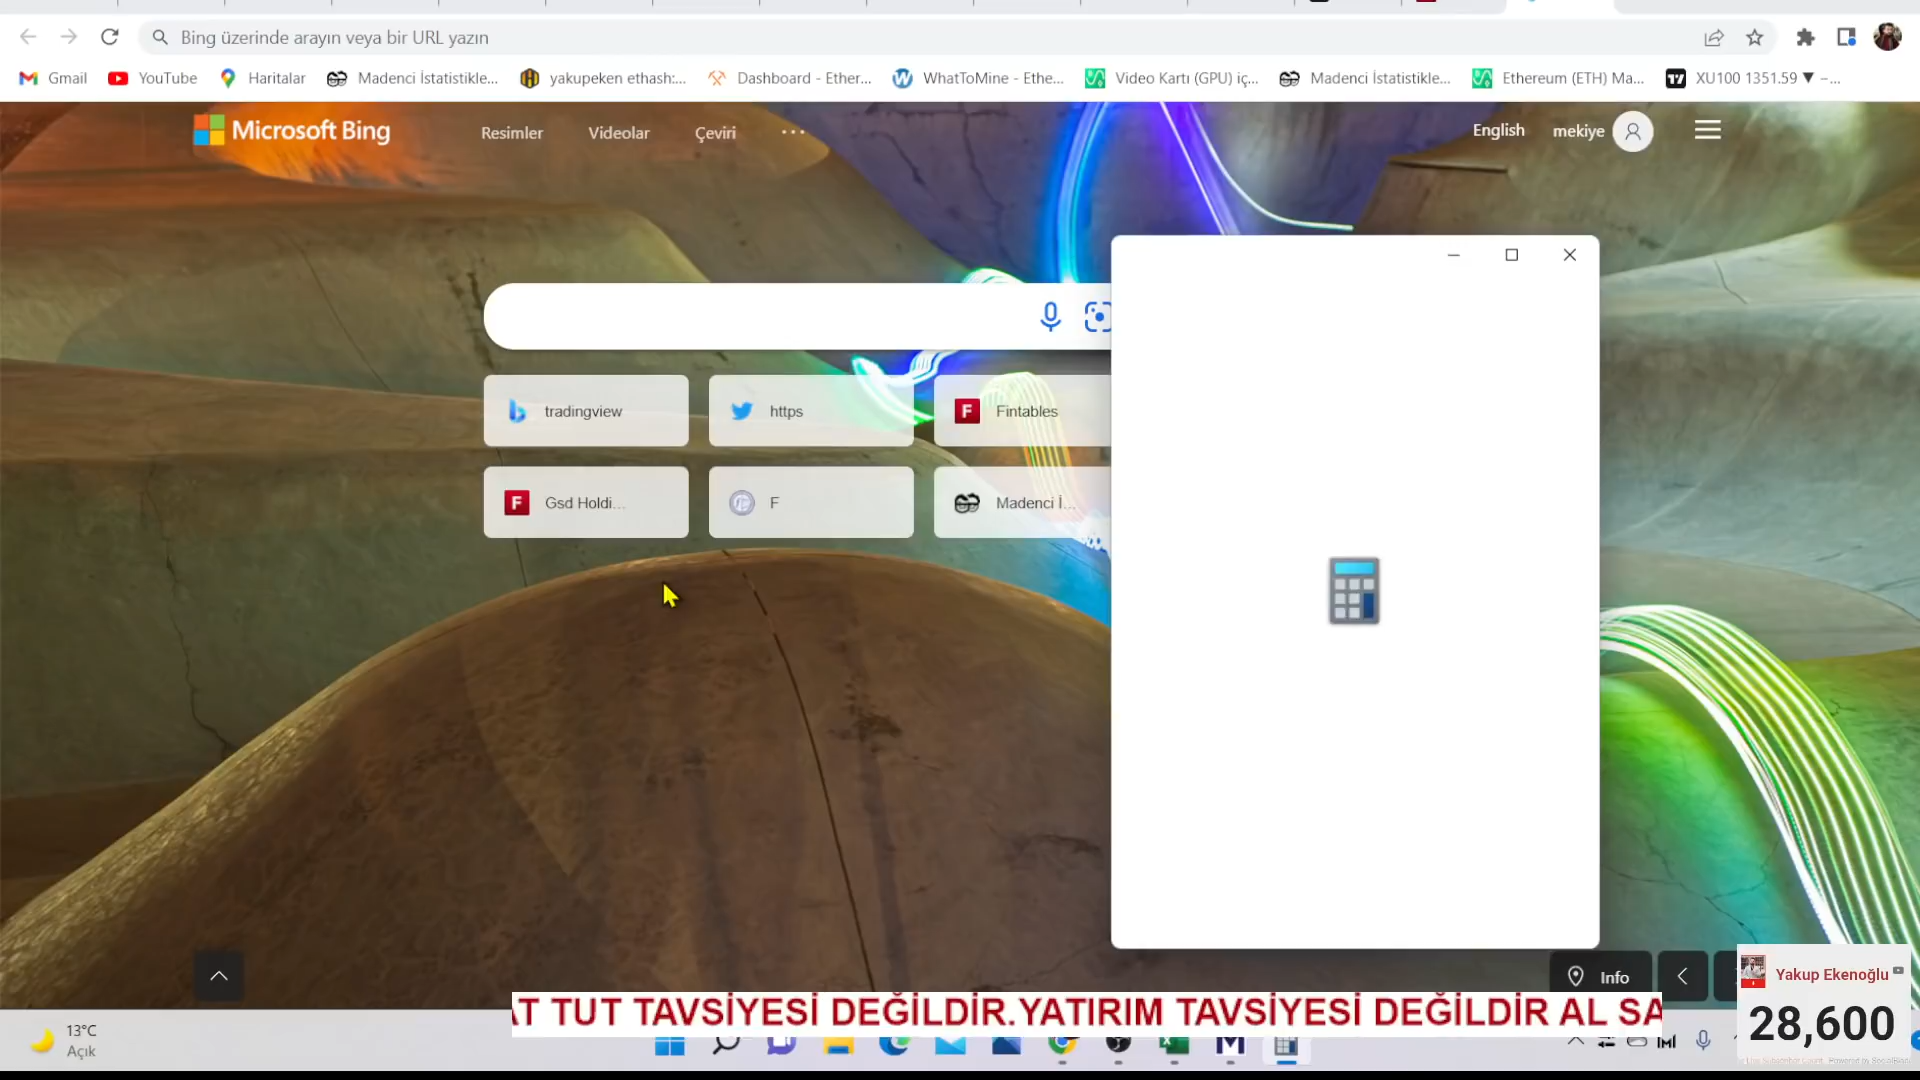 Bing üzerinde arayın veya bir URL yazın
Gmail YouTube Haritalar Madenci İstatistikle... yakupeken ethash:... Dashboard - Ether... WhatToMine - Ethe... Video Kartı (GPU) iç... Madenci İstatistikle... Ethereum (ETH) Ma... XU100 1351.59 ▼ −...
Microsoft Bing Resimler Videolar Çeviri ... English mekiye
tradingview https Fintables
Gsd Holdi... F Madenci İ...
Info
Yakup Ekenoğlu
AT TUT TAVSİYESİ DEĞİLDİR.YATIRIM TAVSİYESİ DEĞİLDİR AL SA
28,600
13°C
Açık